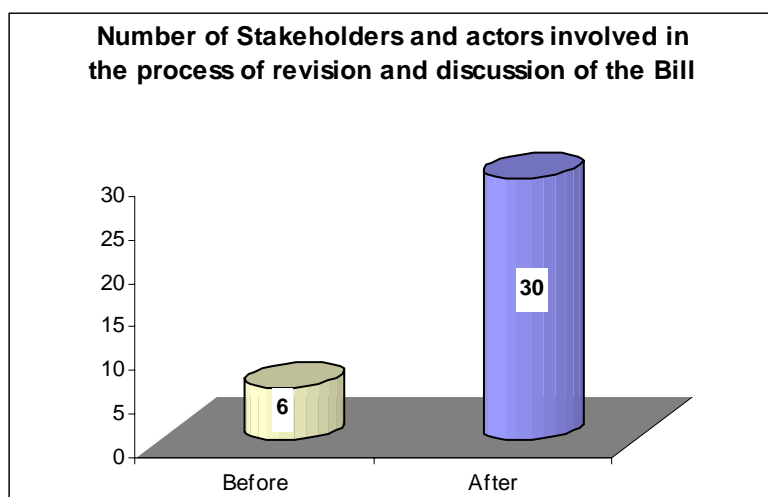 Number of Stakeholders and actors involved in
the process of revision and discussion of the Bill
30
25
20
15
10
5
0
6
30
Before
After